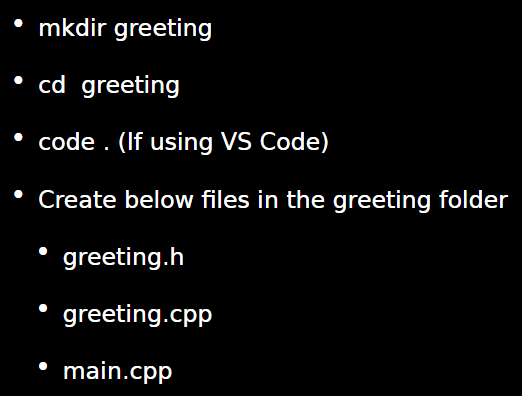 • mkdir greeting
• cd  greeting
• code . (If using VS Code)
• Create below files in the greeting folder
• greeting.h
• greeting.cpp
• main.cpp